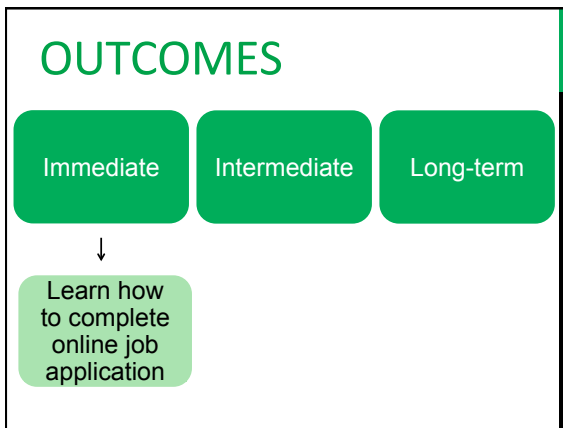 OUTCOMES
Immediate
Intermediate
Long-term
Learn how
to complete
online job
application